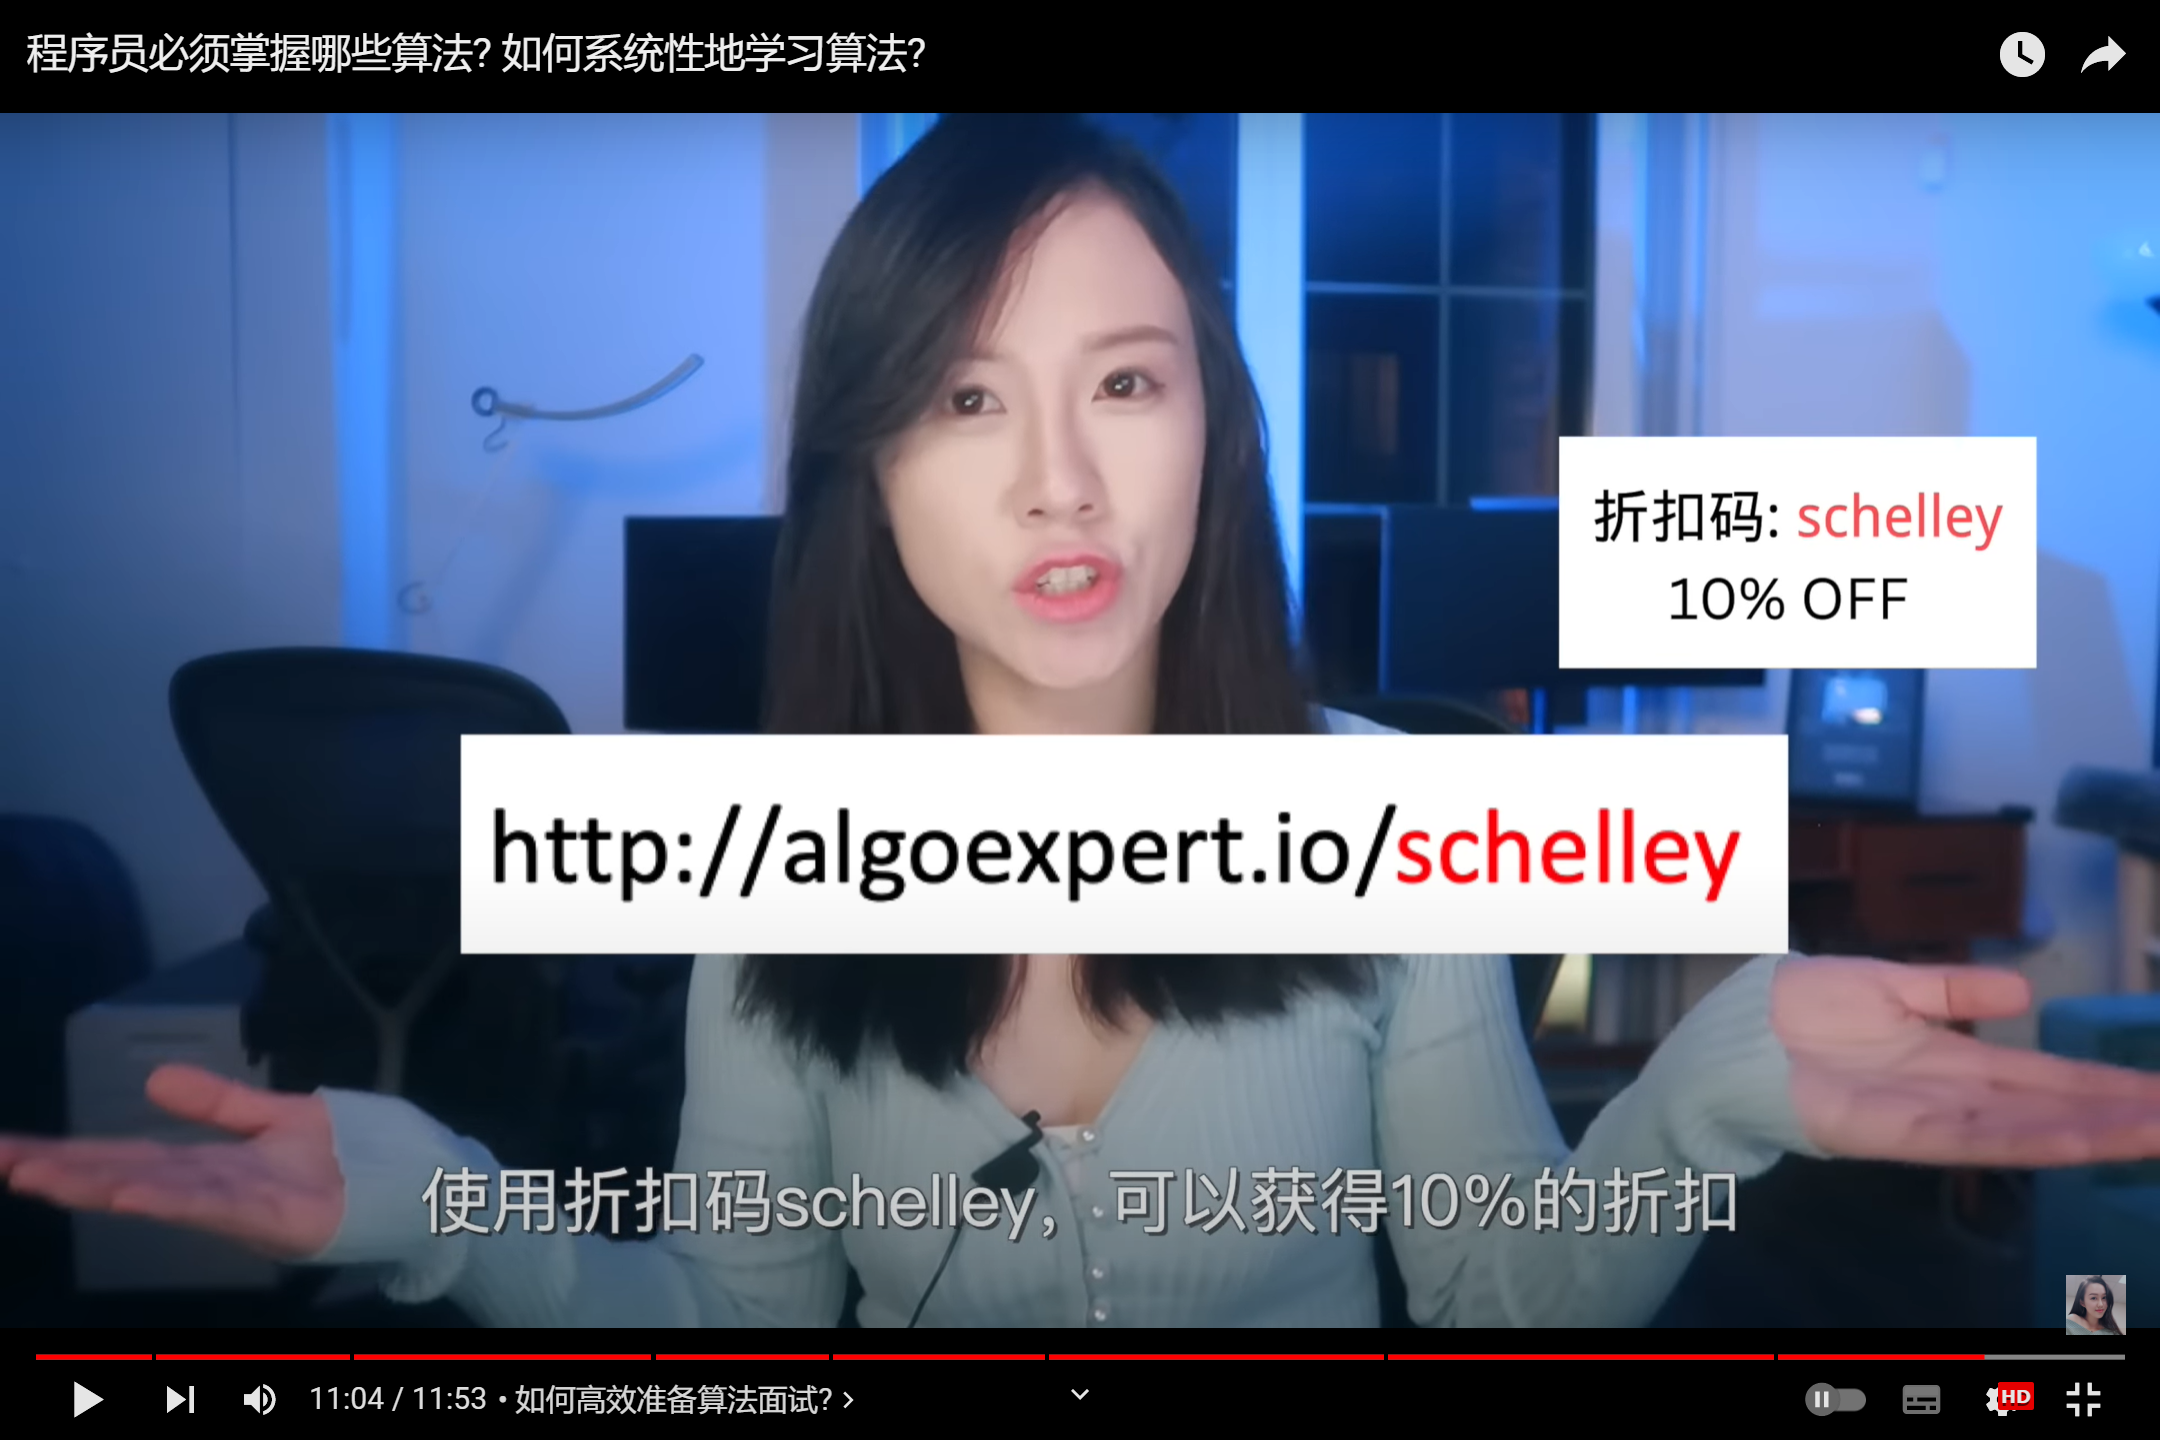 程序员必须掌握哪些算法? 如何系统性地学习算法?
折扣码: schelley
10% OFF
http://algoexpert.io/schelley
使用折扣码schelley，可以获得10%的折扣
11:04 / 11:53 • 如何高效准备算法面试? ›
HD